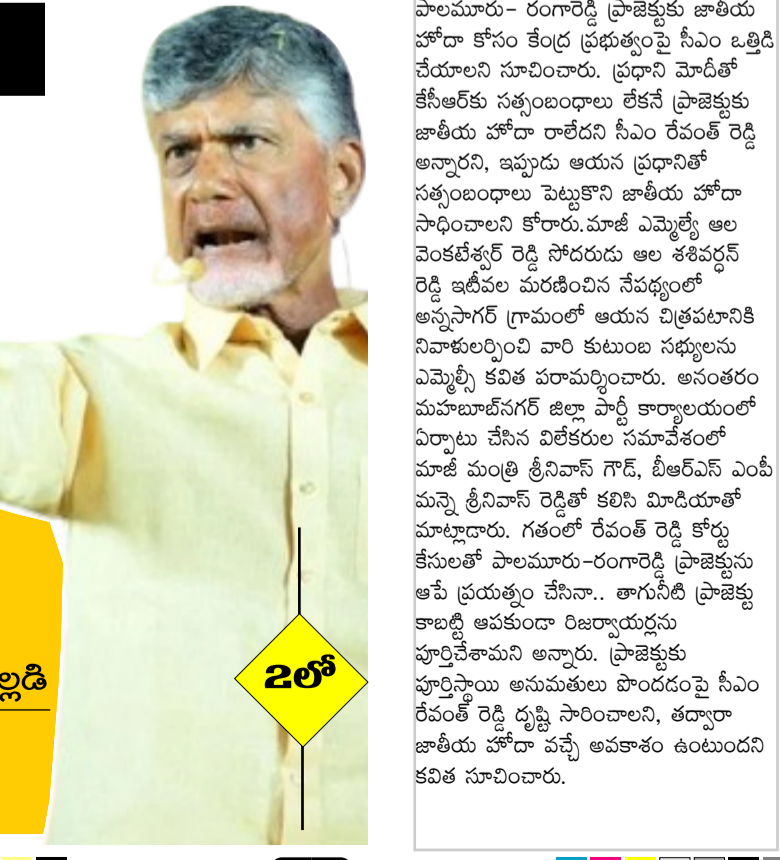 ల్లడి
2లో
పాలమూరు- రంగారెడ్డి ప్రాజెక్టుకు జాతీయ
హోదా కోసం కేంద్ర ప్రభుత్వంపై సీఎం ఒత్తిడి
చేయాలని సూచించారు. ప్రధాని మోదీతో
కేసీఆర్‌కు సత్సంబంధాలు లేకనే ప్రాజెక్టుకు
జాతీయ హోదా రాలేదని సీఎం రేవంత్ రెడ్డి
అన్నారని, ఇప్పుడు ఆయన ప్రధానితో
సత్సంబంధాలు పెట్టుకొని జాతీయ హోదా
సాధించాలని కోరారు.మాజీ ఎమ్మెల్యే ఆల
వెంకటేశ్వర్ రెడ్డి సోదరుడు ఆల శశివర్ధన్
రెడ్డి ఇటీవల మరణించిన నేపథ్యంలో
అన్నసాగర్ గ్రామంలో ఆయన చిత్రపటానికి
నివాళులర్పించి వారి కుటుంబ సభ్యులను
ఎమ్మెల్సీ కవిత పరామర్శించారు. అనంతరం
మహబూబ్‌నగర్ జిల్లా పార్టీ కార్యాలయంలో
ఏర్పాటు చేసిన విలేకరుల సమావేశంలో
మాజీ మంత్రి శ్రీనివాస్ గౌడ్, బీఆర్ఎస్ ఎంపీ
మన్నె శ్రీనివాస్ రెడ్డితో కలిసి మీడియాతో
మాట్లాడారు. గతంలో రేవంత్ రెడ్డి కోర్టు
కేసులతో పాలమూరు-రంగారెడ్డి ప్రాజెక్టును
ఆపే ప్రయత్నం చేసినా.. తాగునీటి ప్రాజెక్టు
కాబట్టి ఆపకుండా రిజర్వాయర్లను
పూర్తిచేశామని అన్నారు. ప్రాజెక్టుకు
పూర్తిస్థాయి అనుమతులు పొందడంపై సీఎం
రేవంత్ రెడ్డి దృష్టి సారించాలని, తద్వారా
జాతీయ హోదా వచ్చే అవకాశం ఉంటుందని
కవిత సూచించారు.